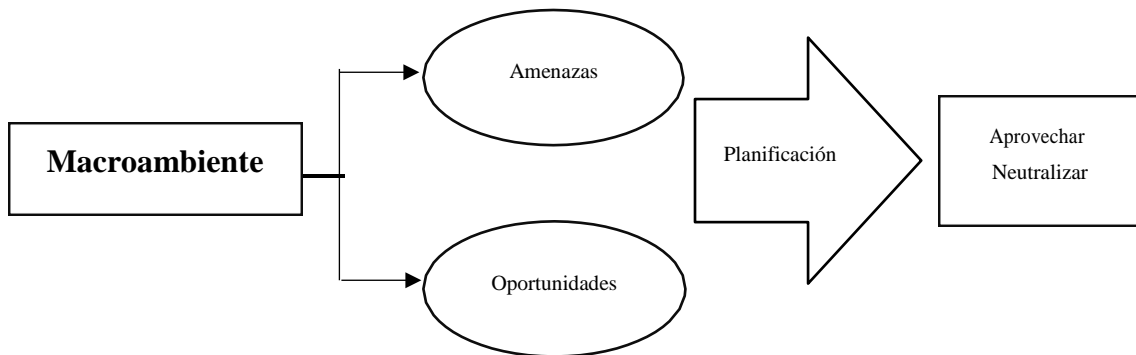 Macroambiente
Amenazas
Oportunidades
Planificación
Aprovechar
Neutralizar